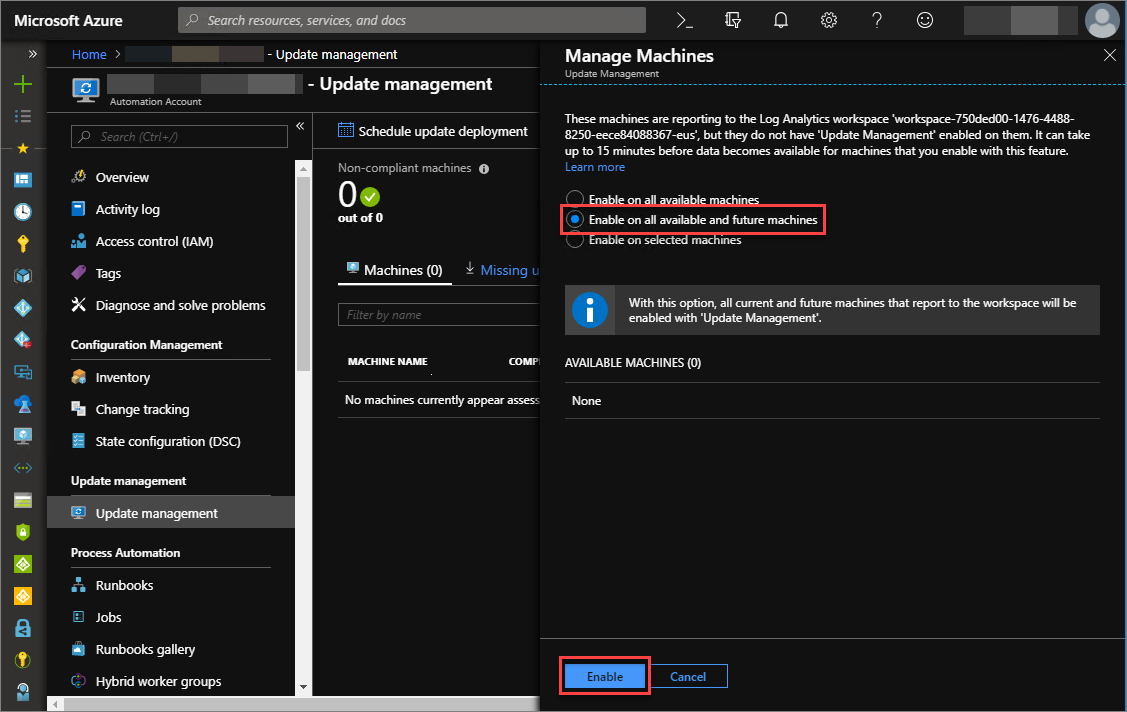 Microsoft Azure
Search resources, services, and docs
Home
- Update management
- Update management
Automation Account
Search (Ctrl+/)
Overview
Activity log
Access control (IAM)
Tags
Diagnose and solve problems
Configuration Management
Inventory
Change tracking
State configuration (DSC)
Update management
Update management
Process Automation
Runbooks
Jobs
Runbooks gallery
Hybrid worker groups
Schedule update deployment
Non-compliant machines
0
out of 0
Machines (0)
Missing u
Filter by name
MACHINE NAME
COMP
No machines currently appear assess
Manage Machines
Update Management
These machines are reporting to the Log Analytics workspace 'workspace-750ded00-1476-4488-
8250-eece84088367-eus', but they do not have 'Update Management' enabled on them. It can take
up to 15 minutes before data becomes available for machines that you enable with this feature.
Learn more
Enable on all available machines
Enable on all available and future machines
Enable on selected machines
With this option, all current and future machines that report to the workspace will be
enabled with 'Update Management'.
AVAILABLE MACHINES (0)
None
Enable
Cancel